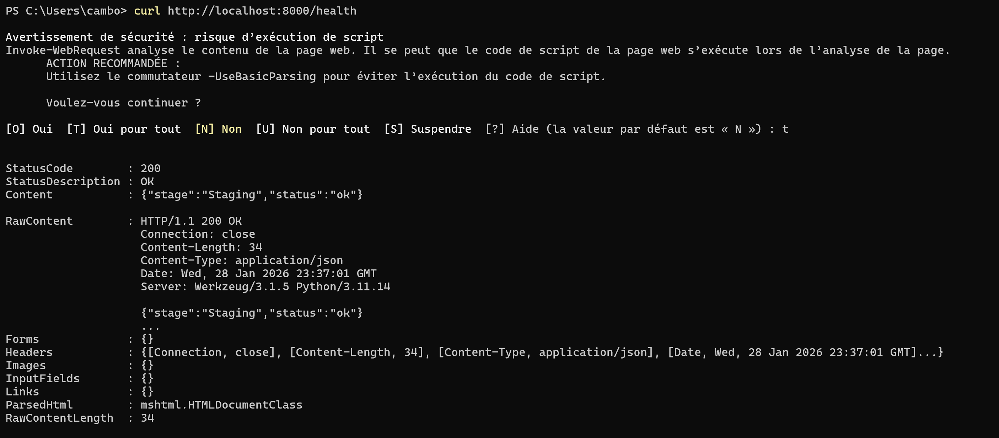 PS C:\Users\cambo> curl http://localhost:8000/health
Avertissement de sécurité : risque d’exécution de script
Invoke-WebRequest analyse le contenu de la page web. Il se peut que le code de script de la page web s’exécute lors de l’analyse de la page.
ACTION RECOMMANDÉE :
Utilisez le commutateur -UseBasicParsing pour éviter l’exécution du code de script.
Voulez-vous continuer ?
[O] Oui  [T] Oui pour tout  [N] Non  [U] Non pour tout  [S] Suspendre  [?] Aide (la valeur par défaut est « N ») : t
StatusCode        : 200
StatusDescription : OK
Content           : {"stage":"Staging","status":"ok"}
RawContent        : HTTP/1.1 200 OK
Connection: close
Content-Length: 34
Content-Type: application/json
Date: Wed, 28 Jan 2026 23:37:01 GMT
Server: Werkzeug/3.1.5 Python/3.11.14
{"stage":"Staging","status":"ok"}
...
Forms             : {}
Headers           : {[Connection, close], [Content-Length, 34], [Content-Type, application/json], [Date, Wed, 28 Jan 2026 23:37:01 GMT]...}
Images            : {}
InputFields       : {}
Links             : {}
ParsedHtml        : mshtml.HTMLDocumentClass
RawContentLength  : 34